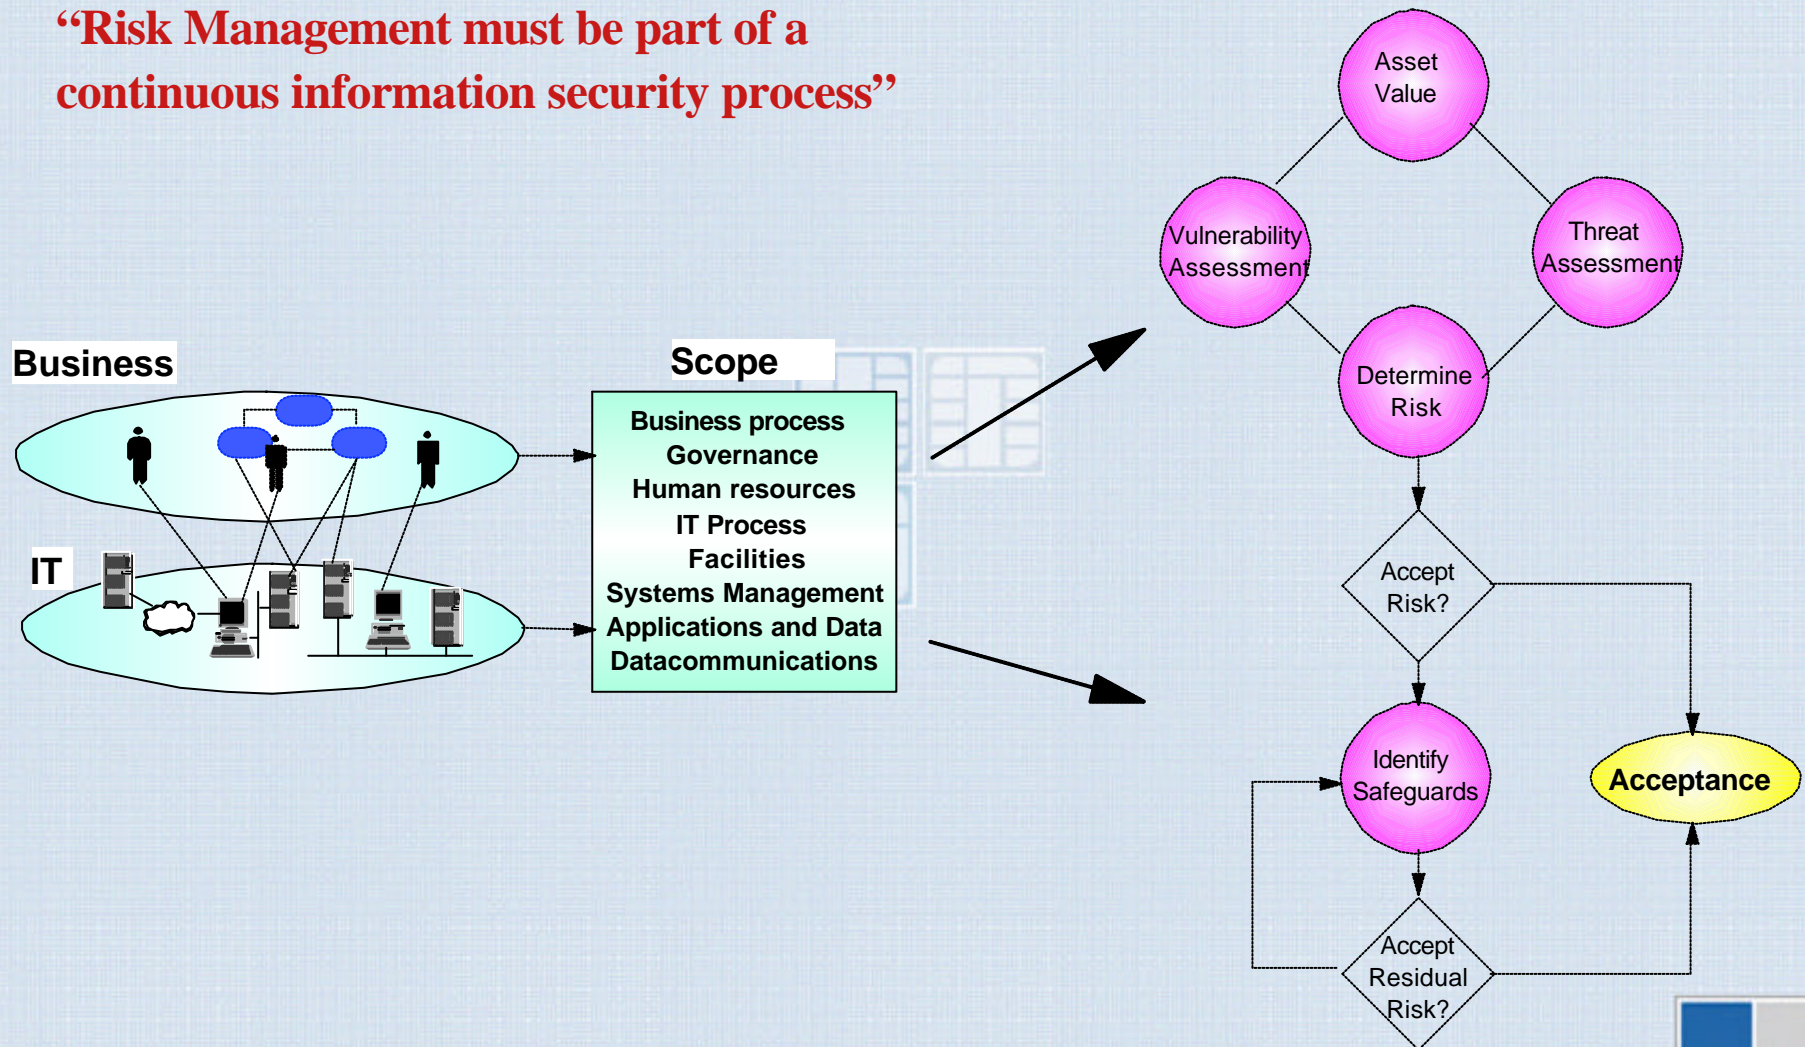 “Risk Management must be part of a
continuous information security process”
Business
IT
Scope
Business process
Governance
Human resources
IT Process
Facilities
Systems Management
Applications and Data
Datacommunications
Asset
Value
Vulnerability
Assessment
Threat
Assessment
Determine
Risk
Accept
Risk?
Identify
Safeguards
Acceptance
Accept
Residual
Risk?